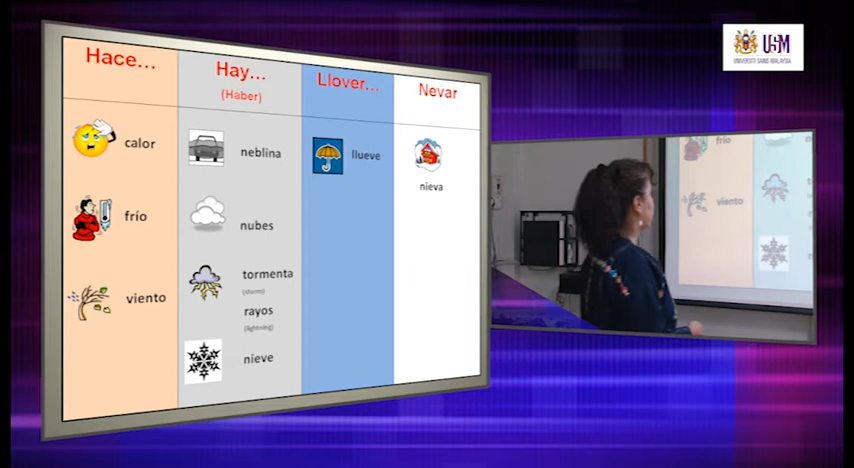 Hace...
calor
frío
viento
Hay...
(Haber)
neblina
nubes
tormenta
(storm)
rayos
(lightning)
nieve
Llover...
llueve
Nevar
nieva
USM
UNIVERSITI SAINS MALAYSIA
frío
viento